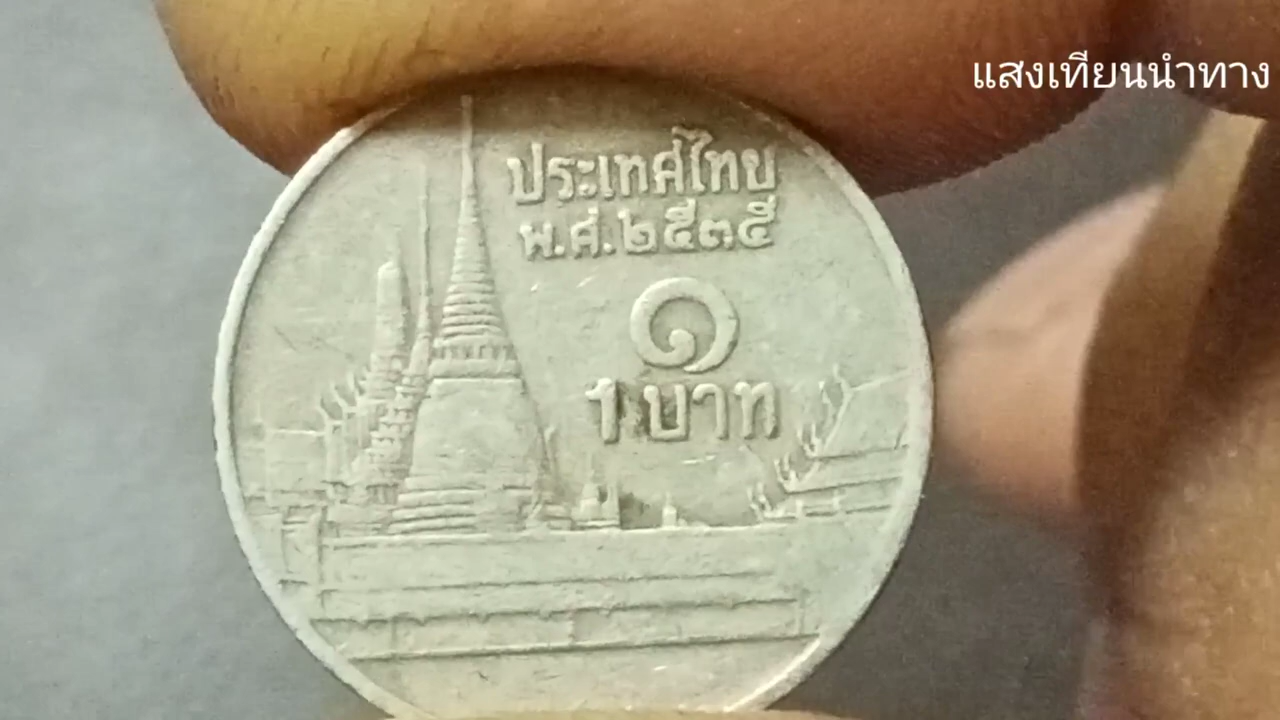 แสงเทียนนำทาง
ประเทศไทย
พ.ศ.๒๕๓๕
๑
1 บาท